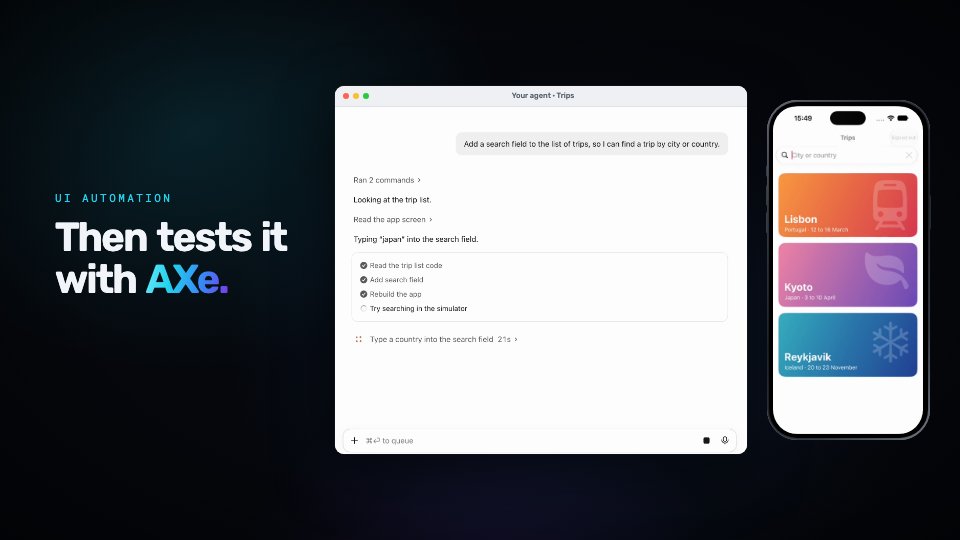 UI AUTOMATION
Then tests it
with AXe.
Your agent · Trips
Add a search field to the list of trips, so I can find a trip by city or country.
Ran 2 commands ›
Looking at the trip list.
Read the app screen ›
Typing "japan" into the search field.
Read the trip list code
Add search field
Rebuild the app
Try searching in the simulator
Type a country into the search field 21s ›
+ ⌘⏎ to queue
15:49
Trips
City or country
Lisbon
Portugal · 12 to 16 March
Kyoto
Japan · 3 to 10 April
Reykjavik
Iceland · 20 to 23 November